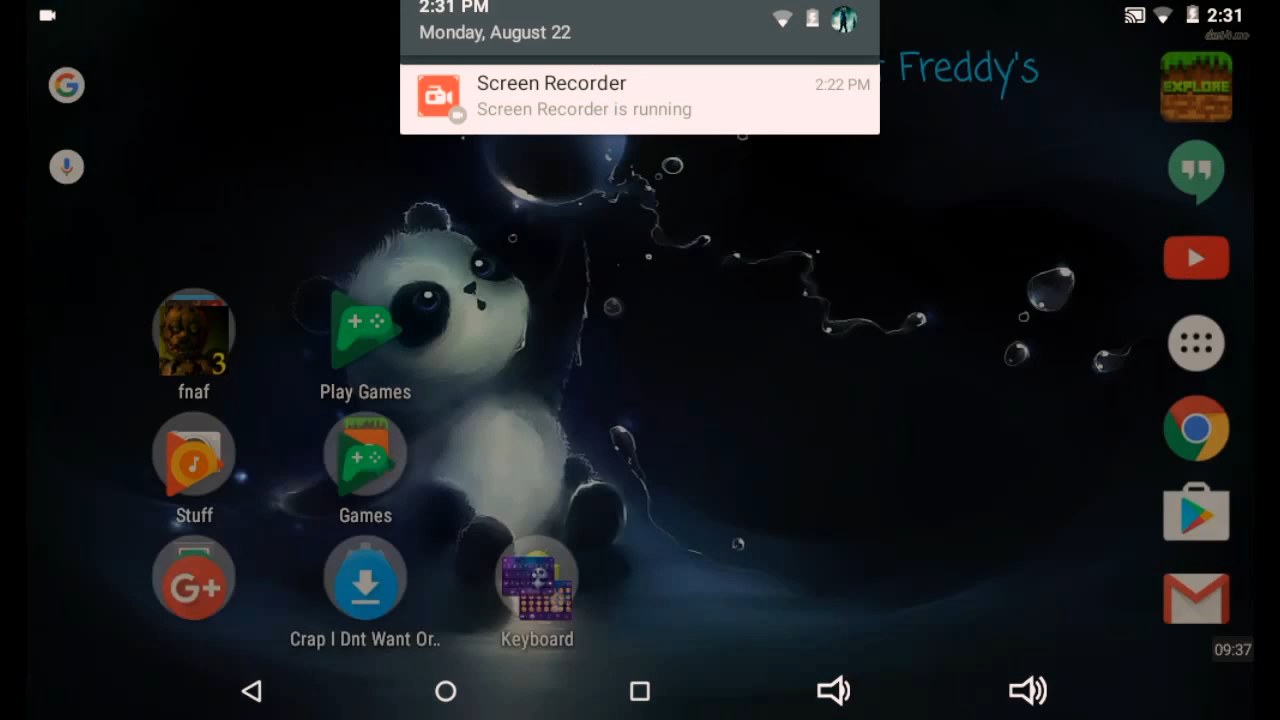 2:31 PM
Monday, August 22
2:31
Freddy's
EXPLORE
Screen Recorder
2:22 PM
Screen Recorder is running
3
fnaf
Play Games
Stuff
Games
G+
Crap I Dnt Want Or..
Keyboard
09:37